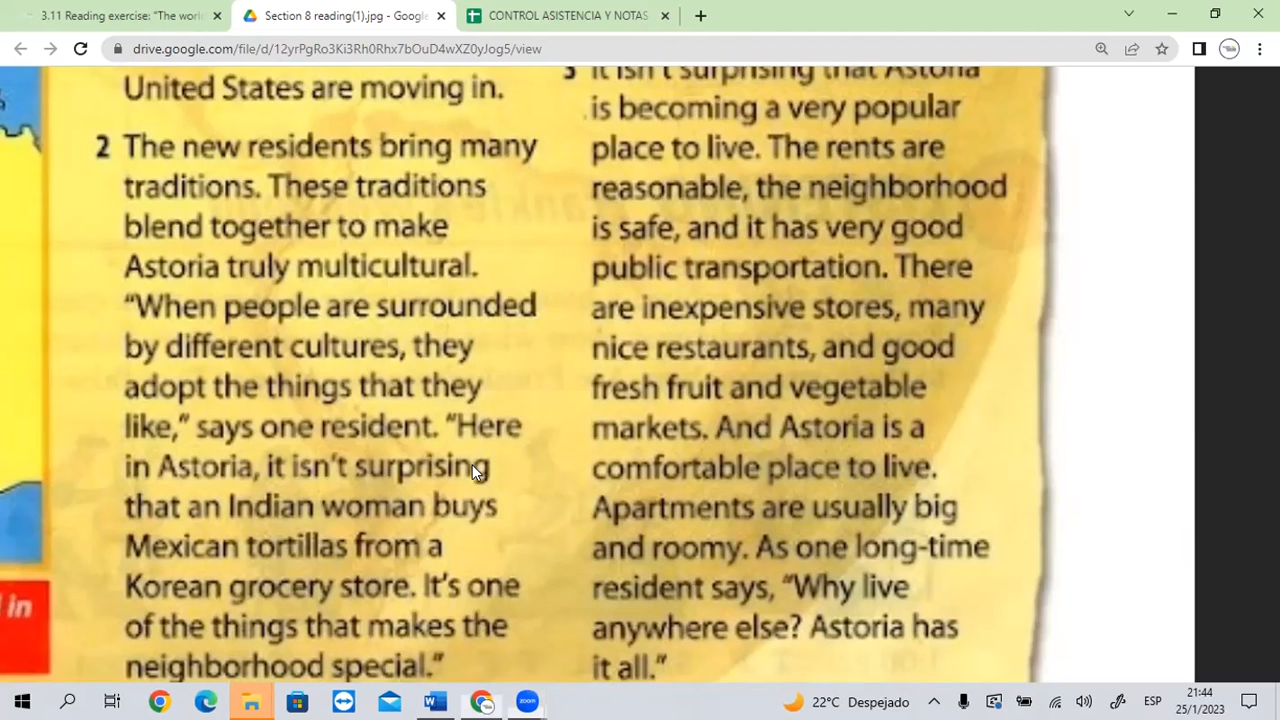 3.11 Reading exercise: "The worl
Section 8 reading(1).jpg - Google
CONTROL ASISTENCIA Y NOTAS
drive.google.com/file/d/12yrPgRo3Ki3Rh0Rhx7bOuD4wXZ0yJog5/view
United States are moving in.
2 The new residents bring many
traditions. These traditions
blend together to make
Astoria truly multicultural.
"When people are surrounded
by different cultures, they
adopt the things that they
like," says one resident. "Here
in Astoria, it isn't surprising
that an Indian woman buys
Mexican tortillas from a
Korean grocery store. It's one
of the things that makes the
neighborhood special."
3 It isn't surprising that Astoria
is becoming a very popular
place to live. The rents are
reasonable, the neighborhood
is safe, and it has very good
public transportation. There
are inexpensive stores, many
nice restaurants, and good
fresh fruit and vegetable
markets. And Astoria is a
comfortable place to live.
Apartments are usually big
and roomy. As one long-time
resident says, "Why live
anywhere else? Astoria has
it all."
in
zoom
22°C Despejado
ESP
21:44
25/1/2023